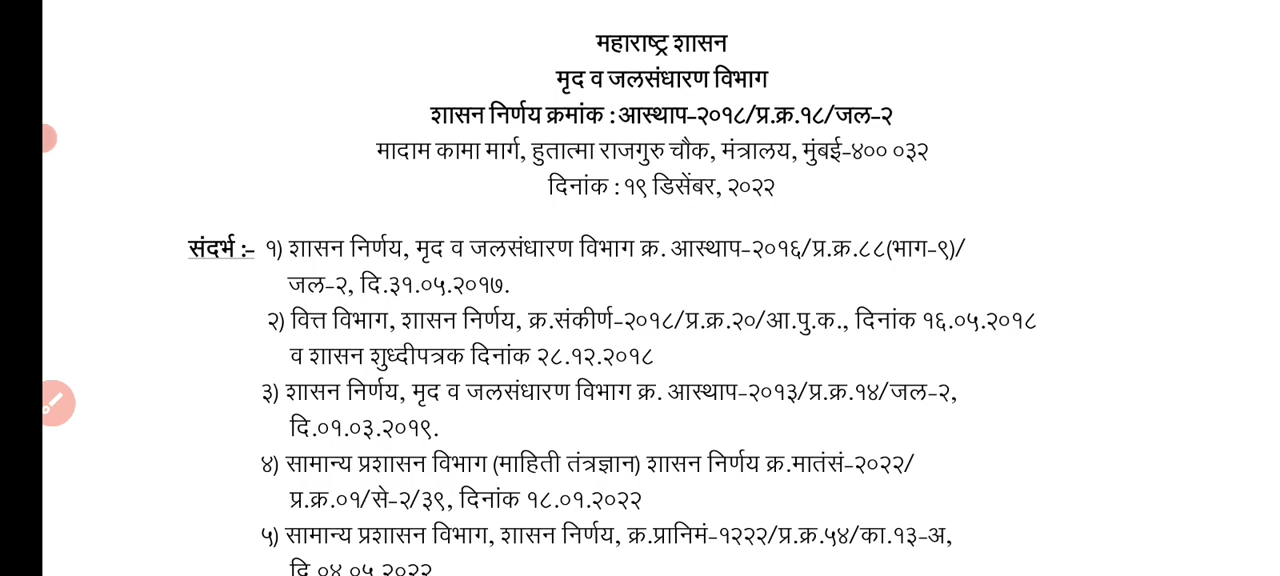 महाराष्ट्र शासन
मृद व जलसंधारण विभाग
शासन निर्णय क्रमांक : आस्थाप-२०१८/प्र.क्र.१८/जल-२
मादाम कामा मार्ग, हुतात्मा राजगुरु चौक, मंत्रालय, मुंबई-४०० ०३२
दिनांक : १९ डिसेंबर, २०२२
संदर्भ :- १) शासन निर्णय, मृद व जलसंधारण विभाग क्र. आस्थाप-२०१६/प्र.क्र.८८(भाग-९)/
जल-२, दि.३१.०५.२०१७.
२) वित्त विभाग, शासन निर्णय, क्र.संकीर्ण-२०१८/प्र.क्र.२०/आ.पु.क., दिनांक १६.०५.२०१८
व शासन शुध्दीपत्रक दिनांक २८.१२.२०१८
३) शासन निर्णय, मृद व जलसंधारण विभाग क्र. आस्थाप-२०१३/प्र.क्र.१४/जल-२,
दि.०१.०३.२०१९.
४) सामान्य प्रशासन विभाग (माहिती तंत्रज्ञान) शासन निर्णय क्र.मातंसं-२०२२/
प्र.क्र.०१/से-२/३९, दिनांक १८.०१.२०२२
५) सामान्य प्रशासन विभाग, शासन निर्णय, क्र.प्रानिमं-१२२२/प्र.क्र.५४/का.१३-अ,
दि.०४.०५.२०२२